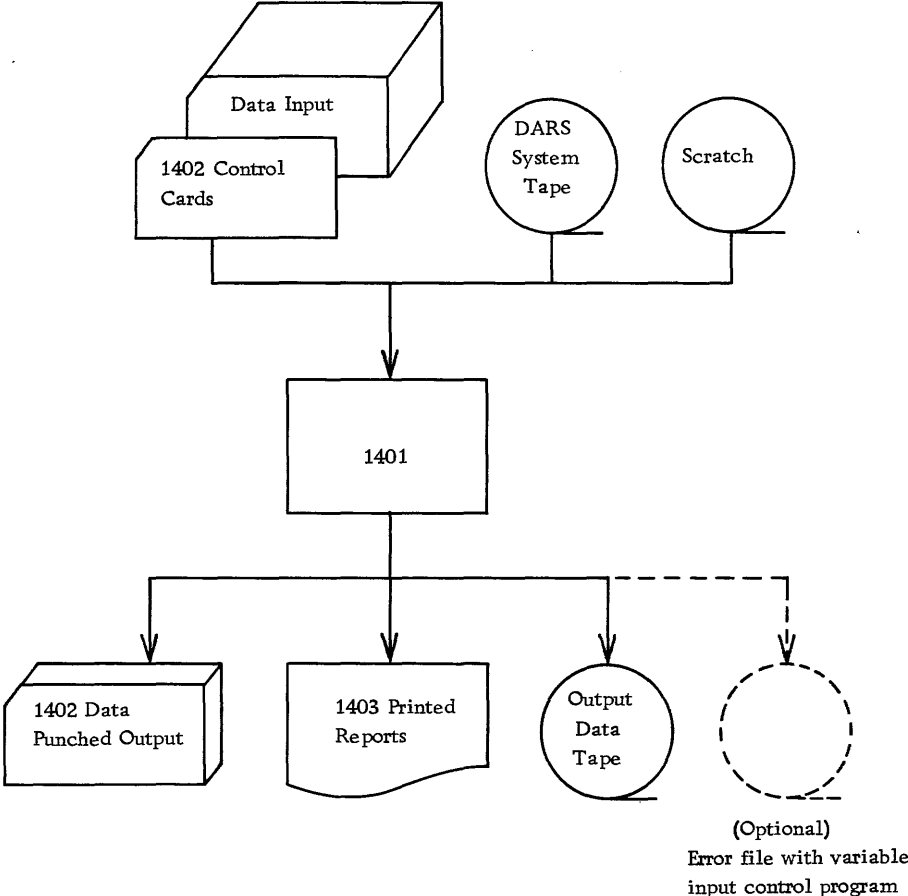 Data Input
1402 Control
Cards
DARS
System
Tape
Scratch
1401
1402 Data
Punched Output
1403 Printed
Reports
Output
Data
Tape
(Optional)
Error file with variable
input control program